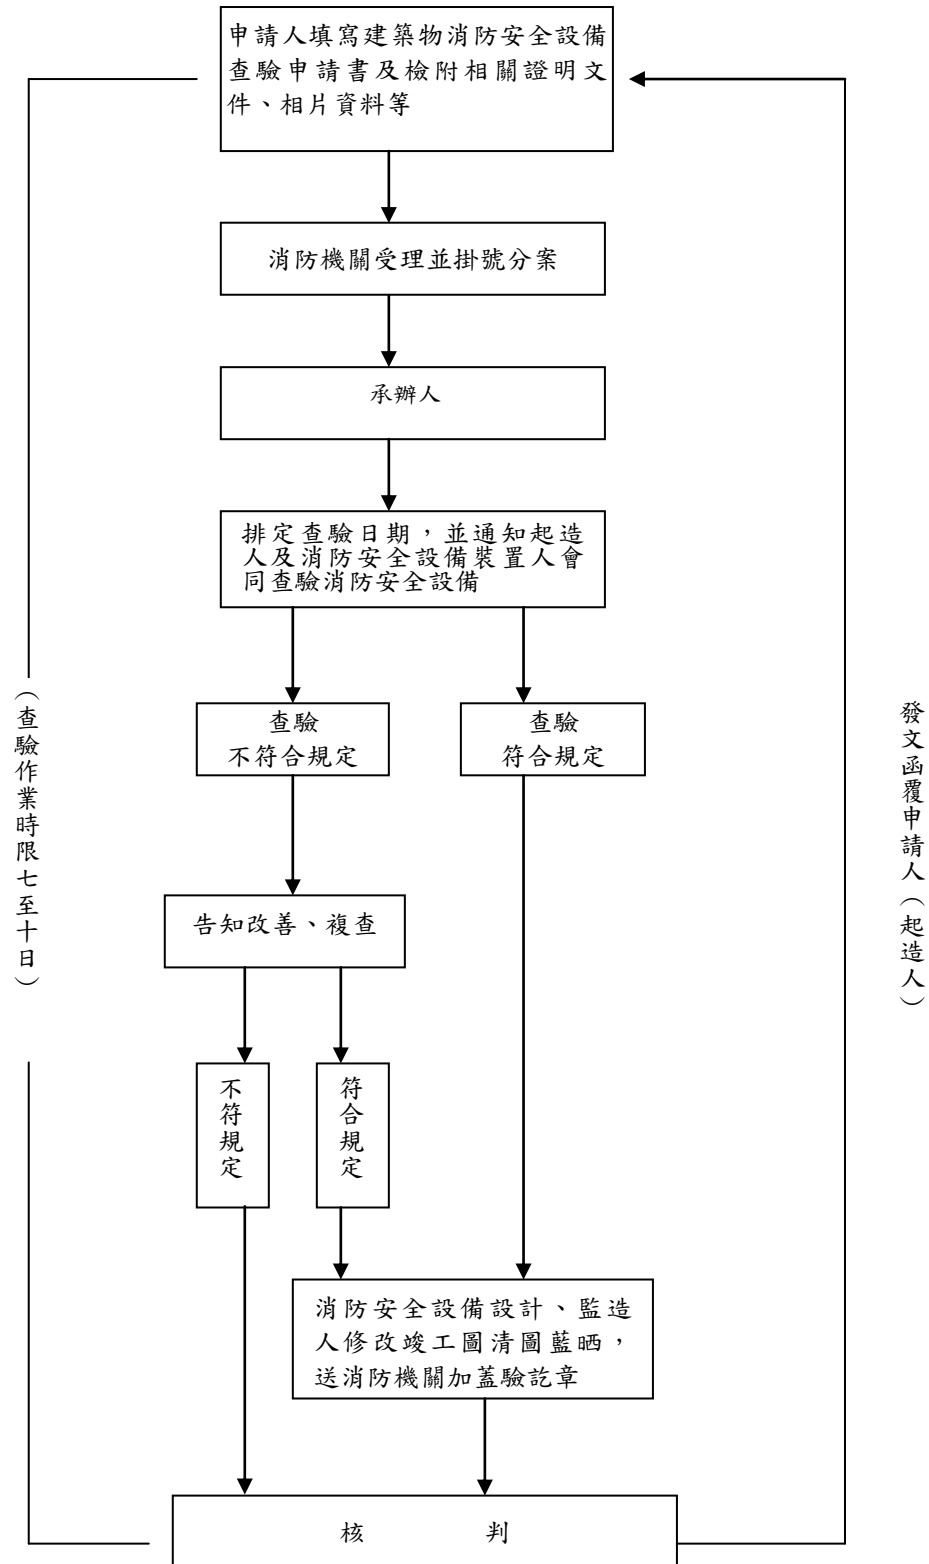 申請人填寫建築物消防安全設備
查驗申請書及檢附相關證明文
件、相片資料等
消防機關受理並掛號分案
承辦人
排定查驗日期，並通知起造
人及消防安全設備裝置人會
同查驗消防安全設備
查驗
不符合規定
查驗
符合規定
（查驗作業時限七至十日）
發文函覆申請人（起造人）
告知改善、複查
不符規定
符合規定
消防安全設備設計、監造
人修改竣工圖清圖藍晒，
送消防機關加蓋驗訖章
核 判